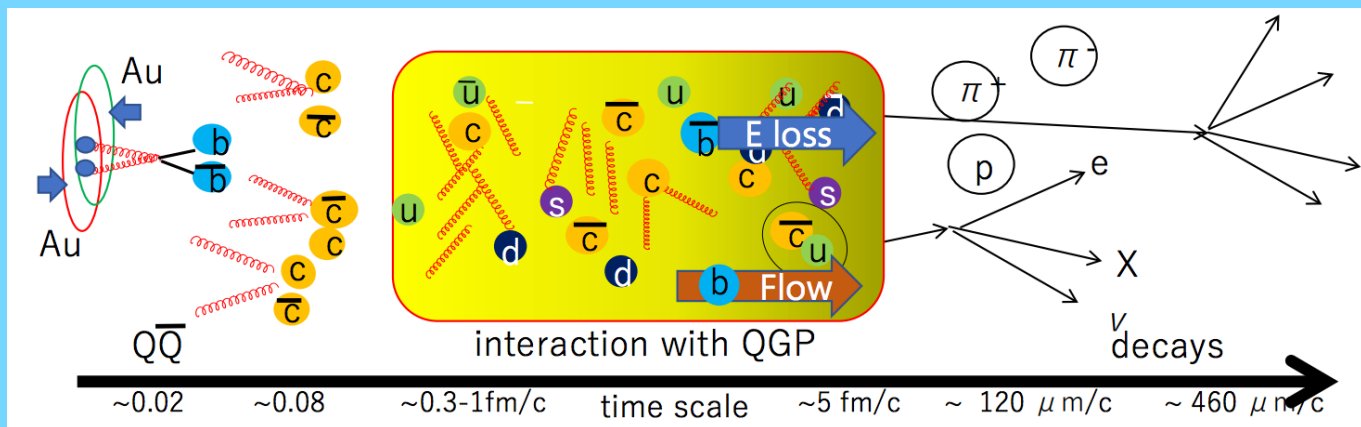 Au
Au
b
b̅
c
c̅
c̅
c
c
c̅
QQ̅
u̅
c
u
s
d
c̅
c̅
u
c
d
b̅
E loss
u
d̅
d
c
s
c̅
u
b
Flow
interaction with QGP
π⁺
π⁻
p
e
X
ν
decays
~0.02
~0.08
~0.3-1fm/c
time scale
~5 fm/c
~ 120 μm/c
~ 460 μm/c